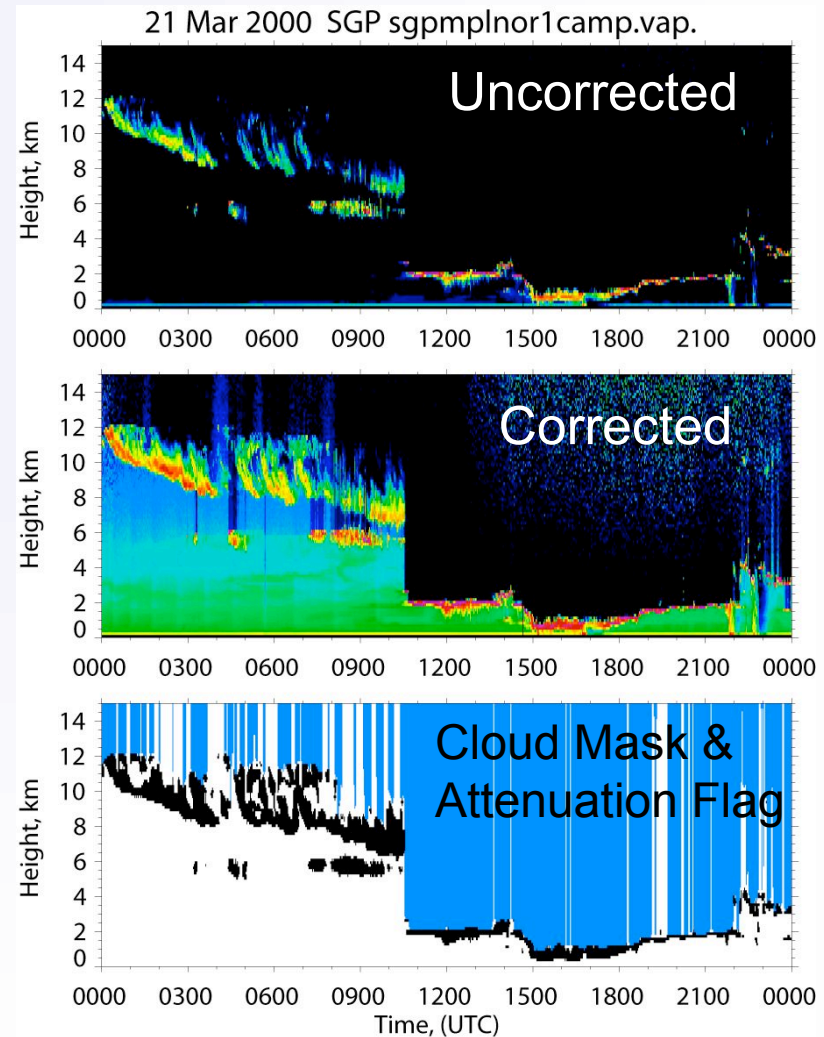 21 Mar 2000 SGP sgpmplnor1camp.vap.
Uncorrected
Height, km
14
12
10
8
6
4
2
0
0000 0300 0600 0900 1200 1500 1800 2100 0000
Corrected
Height, km
14
12
10
8
6
4
2
0
0000 0300 0600 0900 1200 1500 1800 2100 0000
Cloud Mask &
Attenuation Flag
Height, km
14
12
10
8
6
4
2
0
0000 0300 0600 0900 1200 1500 1800 2100 0000
Time, (UTC)